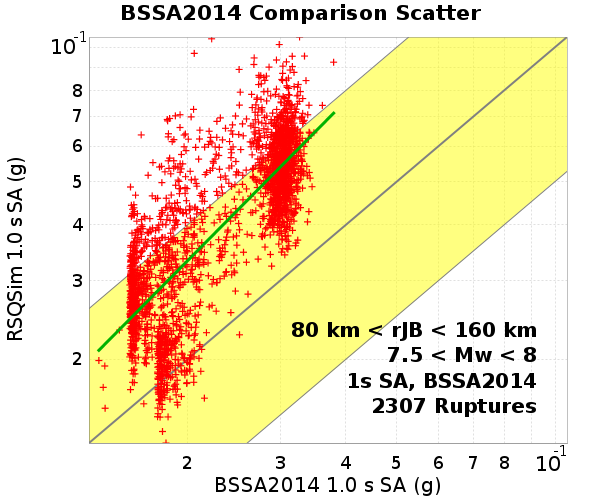 BSSA2014 Comparison Scatter
RSQSim 1.0 s SA (g)
10⁻¹
8
7
6
5
4
3
2
80 km < rJB < 160 km
7.5 < Mw < 8
1s SA, BSSA2014
2307 Ruptures
2 3 4 5 6 7 8 10⁻¹
BSSA2014 1.0 s SA (g)